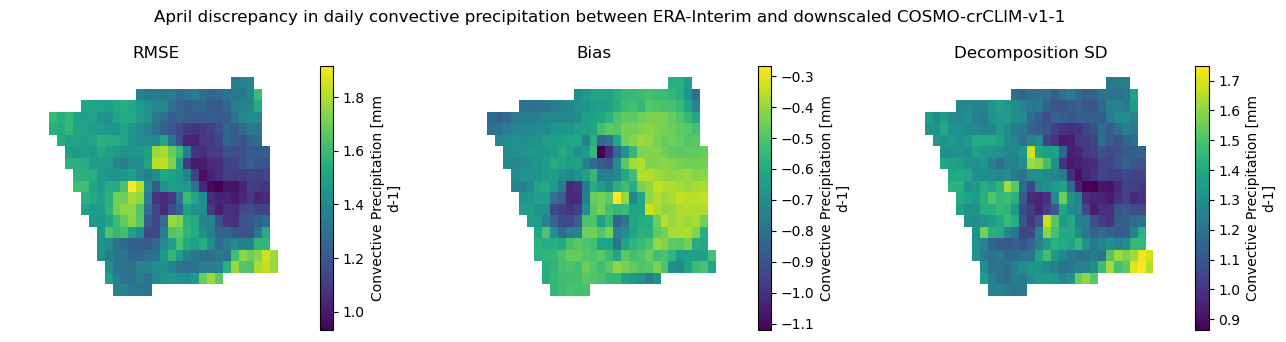 April discrepancy in daily convective precipitation between ERA-Interim and downscaled COSMO-crCLIM-v1-1
RMSE
1.8
1.6
1.4
1.2
1.0
Convective Precipitation [mm
d-1]
Bias
−0.3
−0.4
−0.5
−0.6
−0.7
−0.8
−0.9
−1.0
−1.1
Convective Precipitation [mm
d-1]
Decomposition SD
1.7
1.6
1.5
1.4
1.3
1.2
1.1
1.0
0.9
Convective Precipitation [mm
d-1]